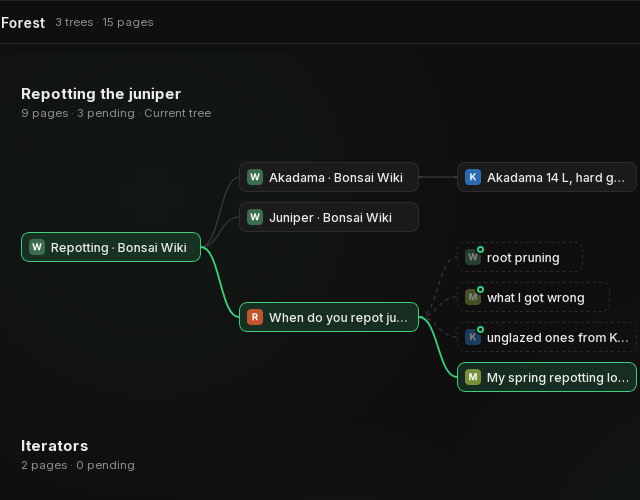 Forest 3 trees · 15 pages
Repotting the juniper
9 pages · 3 pending · Current tree
W Akadama · Bonsai Wiki
K Akadama 14 L, hard g…
W Juniper · Bonsai Wiki
W Repotting · Bonsai Wiki
W root pruning
M what I got wrong
R When do you repot ju…
K unglazed ones from K…
M My spring repotting lo…
Iterators
2 pages · 0 pending